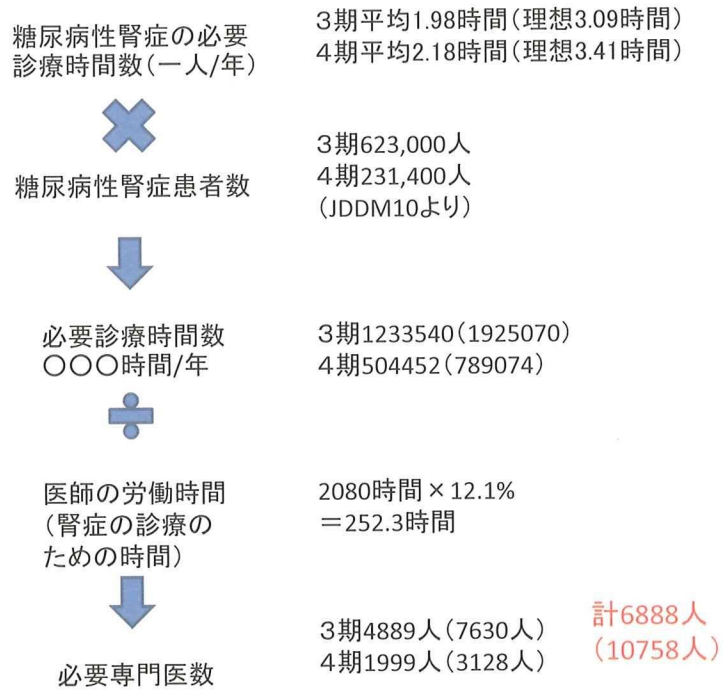 糖尿病性腎症の必要
診療時間数(一人/年)
3期平均1.98時間(理想3.09時間)
4期平均2.18時間(理想3.41時間)
糖尿病性腎症患者数
3期623,000人
4期231,400人
(JDDM10より)
必要診療時間数
〇〇〇時間/年
3期1233540(1925070)
4期504452(789074)
医師の労働時間
(腎症の診療の
ための時間)
2080時間×12.1%
=252.3時間
必要専門医数
3期4889人(7630人)
4期1999人(3128人)
計6888人
(10758人)